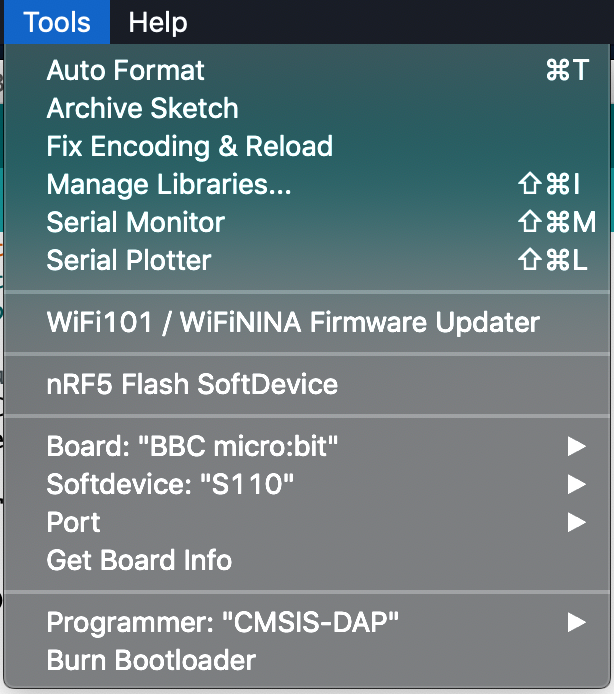 Tools Help
Auto Format ⌘T
Archive Sketch
Fix Encoding & Reload
Manage Libraries... ⇧⌘I
Serial Monitor ⇧⌘M
Serial Plotter ⇧⌘L
WiFi101 / WiFiNINA Firmware Updater
nRF5 Flash SoftDevice
Board: "BBC micro:bit" ▶
Softdevice: "S110" ▶
Port ▶
Get Board Info
Programmer: "CMSIS-DAP" ▶
Burn Bootloader